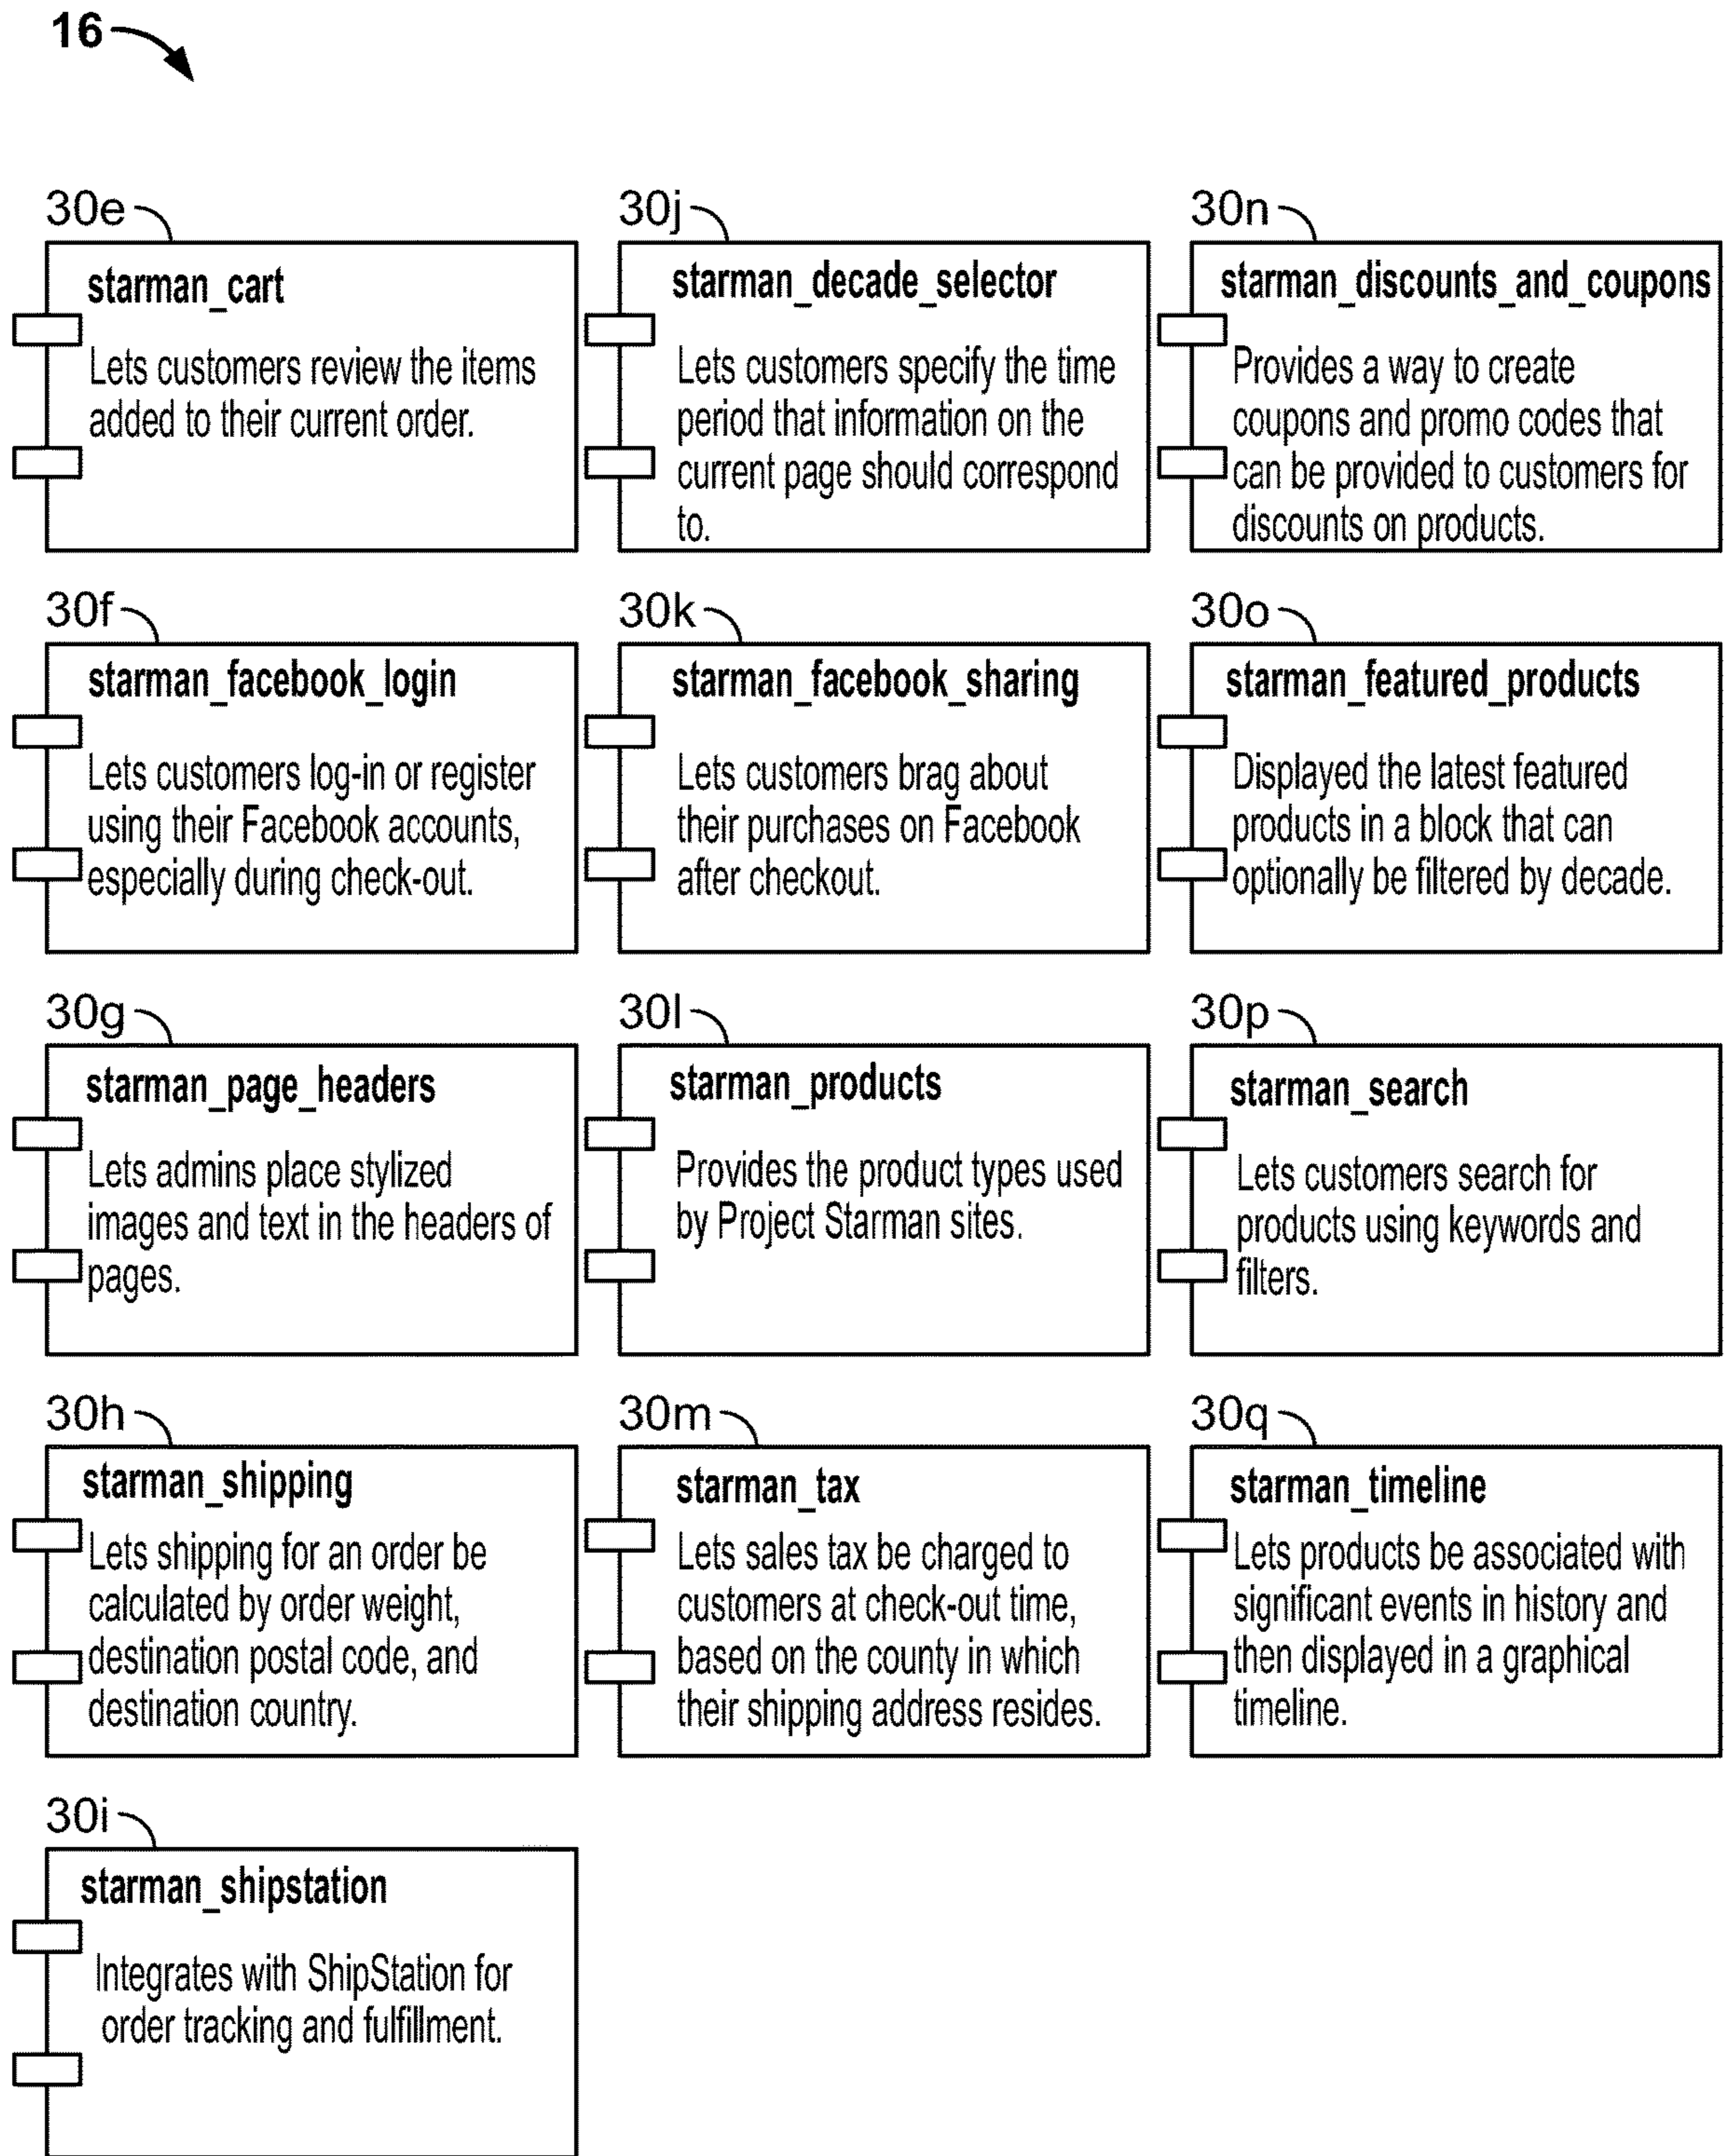 16
30e
starman_cart
Lets customers review the items
added to their current order.
30j
starman_decade_selector
Lets customers specify the time
period that information on the
current page should correspond
to.
30n
starman_discounts_and_coupons
Provides a way to create
coupons and promo codes that
can be provided to customers for
discounts on products.
30f
starman_facebook_login
Lets customers log-in or register
using their Facebook accounts,
especially during check-out.
30k
starman_facebook_sharing
Lets customers brag about
their purchases on Facebook
after checkout.
30o
starman_featured_products
Displayed the latest featured
products in a block that can
optionally be filtered by decade.
30g
starman_page_headers
Lets admins place stylized
images and text in the headers of
pages.
30l
starman_products
Provides the product types used
by Project Starman sites.
30p
starman_search
Lets customers search for
products using keywords and
filters.
30h
starman_shipping
Lets shipping for an order be
calculated by order weight,
destination postal code, and
destination country.
30m
starman_tax
Lets sales tax be charged to
customers at check-out time,
based on the county in which
their shipping address resides.
30q
starman_timeline
Lets products be associated with
significant events in history and
then displayed in a graphical
timeline.
30i
starman_shipstation
Integrates with ShipStation for
order tracking and fulfillment.